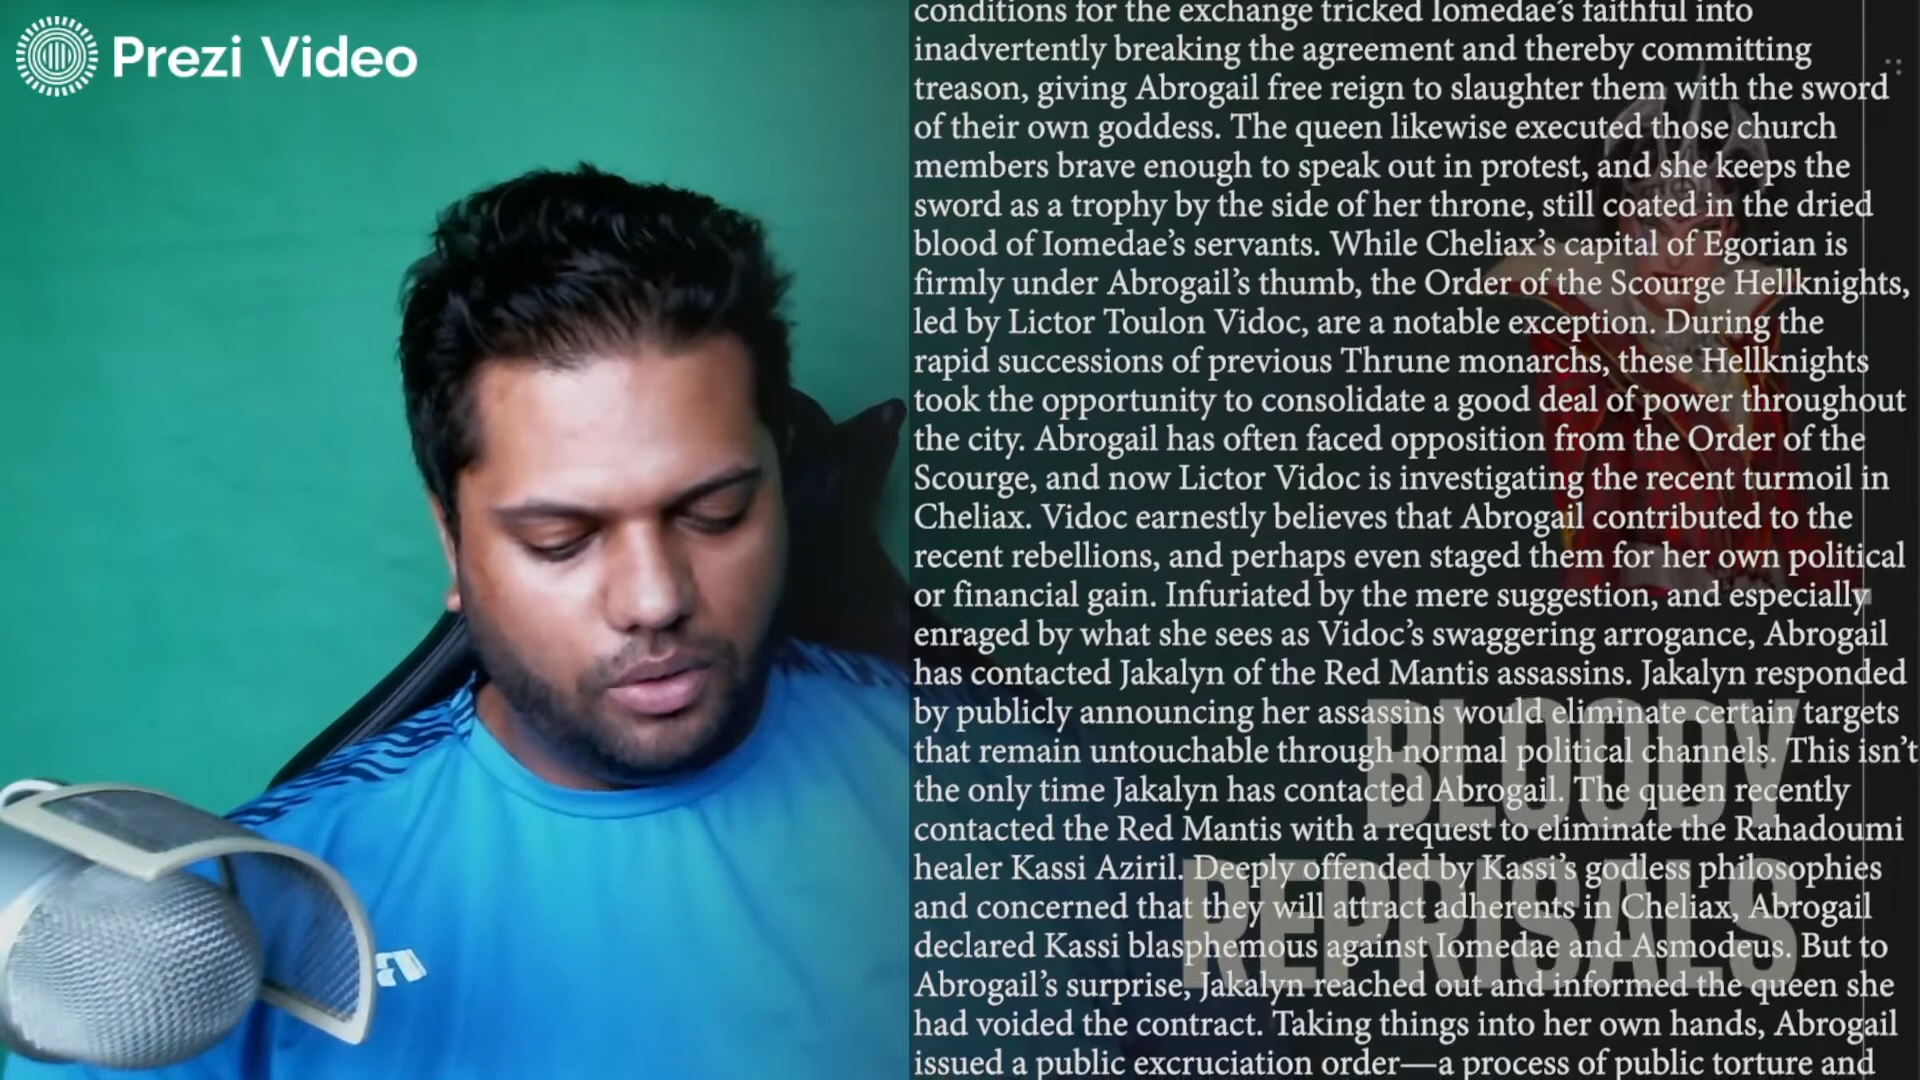 Prezi Video
conditions for the exchange tricked Iomedae's faithful into
inadvertently breaking the agreement and thereby committing
treason, giving Abrogail free reign to slaughter them with the sword
of their own goddess. The queen likewise executed those church
members brave enough to speak out in protest, and she keeps the
sword as a trophy by the side of her throne, still coated in the dried
blood of Iomedae's servants. While Cheliax's capital of Egorian is
firmly under Abrogail's thumb, the Order of the Scourge Hellknights,
led by Lictor Toulon Vidoc, are a notable exception. During the
rapid successions of previous Thrune monarchs, these Hellknights
took the opportunity to consolidate a good deal of power throughout
the city. Abrogail has often faced opposition from the Order of the
Scourge, and now Lictor Vidoc is investigating the recent turmoil in
Cheliax. Vidoc earnestly believes that Abrogail contributed to the
recent rebellions, and perhaps even staged them for her own political
or financial gain. Infuriated by the mere suggestion, and especially
enraged by what she sees as Vidoc's swaggering arrogance, Abrogail
has contacted Jakalyn of the Red Mantis assassins. Jakalyn responded
by publicly announcing her assassins would eliminate certain targets
that remain untouchable through normal political channels. This isn't
the only time Jakalyn has contacted Abrogail. The queen recently
contacted the Red Mantis with a request to eliminate the Rahadoumi
healer Kassi Aziril. Deeply offended by Kassi's godless philosophies
and concerned that they will attract adherents in Cheliax, Abrogail
declared Kassi blasphemous against Iomedae and Asmodeus. But to
Abrogail's surprise, Jakalyn reached out and informed the queen she
had voided the contract. Taking things into her own hands, Abrogail
issued a public excruciation order—a process of public torture and
BLOODY
REPRISALS